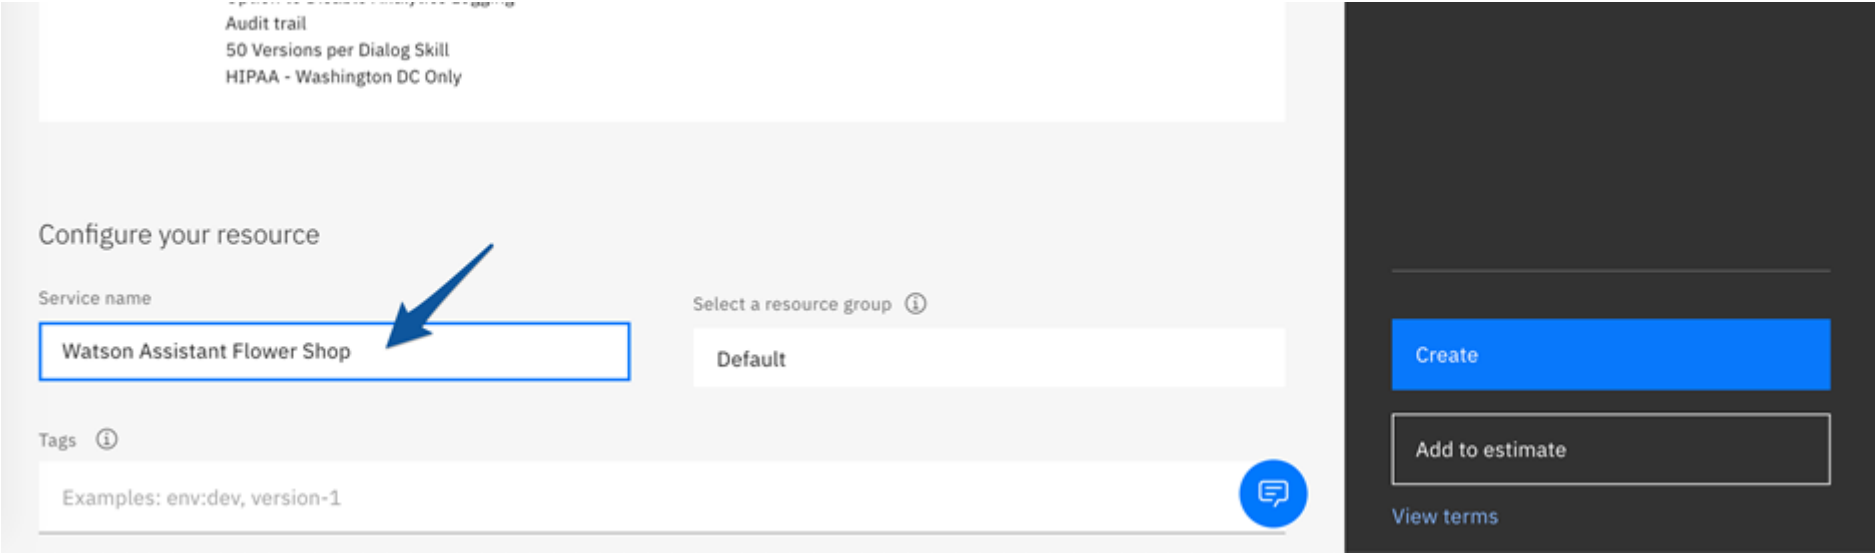 Audit trail
50 Versions per Dialog Skill
HIPAA - Washington DC Only
Configure your resource
Service name
Watson Assistant Flower Shop
Select a resource group
Default
Tags
Examples: env:dev, version-1
Create
Add to estimate
View terms